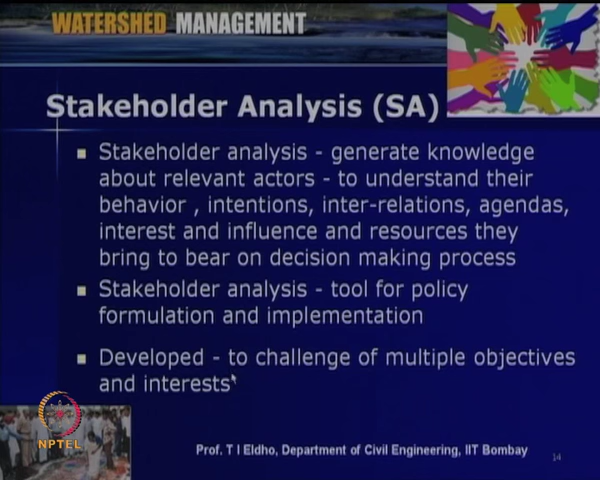 WATERSHED MANAGEMENT
Stakeholder Analysis (SA)
Stakeholder analysis - generate knowledge
about relevant actors - to understand their
behavior , intentions, inter-relations, agendas,
interest and influence and resources they
bring to bear on decision making process
Stakeholder analysis - tool for policy
formulation and implementation
Developed - to challenge of multiple objectives
and interests
NPTEL
Prof. T I Eldho, Department of Civil Engineering, IIT Bombay
14